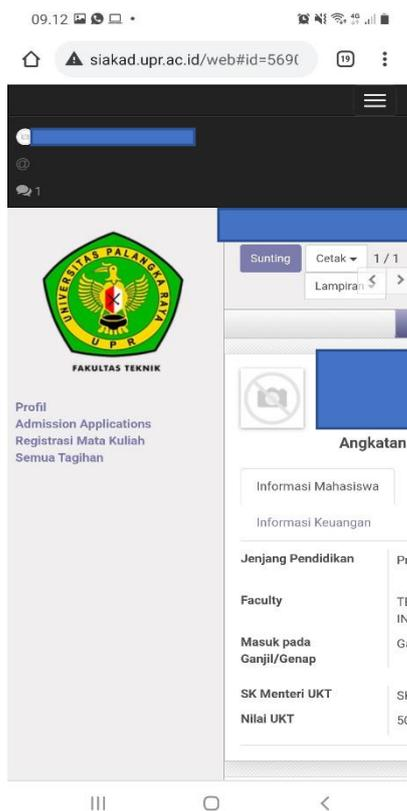 09.12
4G
siakad.upr.ac.id/web#id=569(
19
@
1
UNIVERSITAS PALANGKA RAYA
UPR
FAKULTAS TEKNIK
Profil
Admission Applications
Registrasi Mata Kuliah
Semua Tagihan
Sunting
Cetak
1 / 1
Lampiran
Angkatan
Informasi Mahasiswa
Informasi Keuangan
Jenjang Pendidikan
Faculty
Masuk pada
Ganjil/Genap
SK Menteri UKT
Nilai UKT